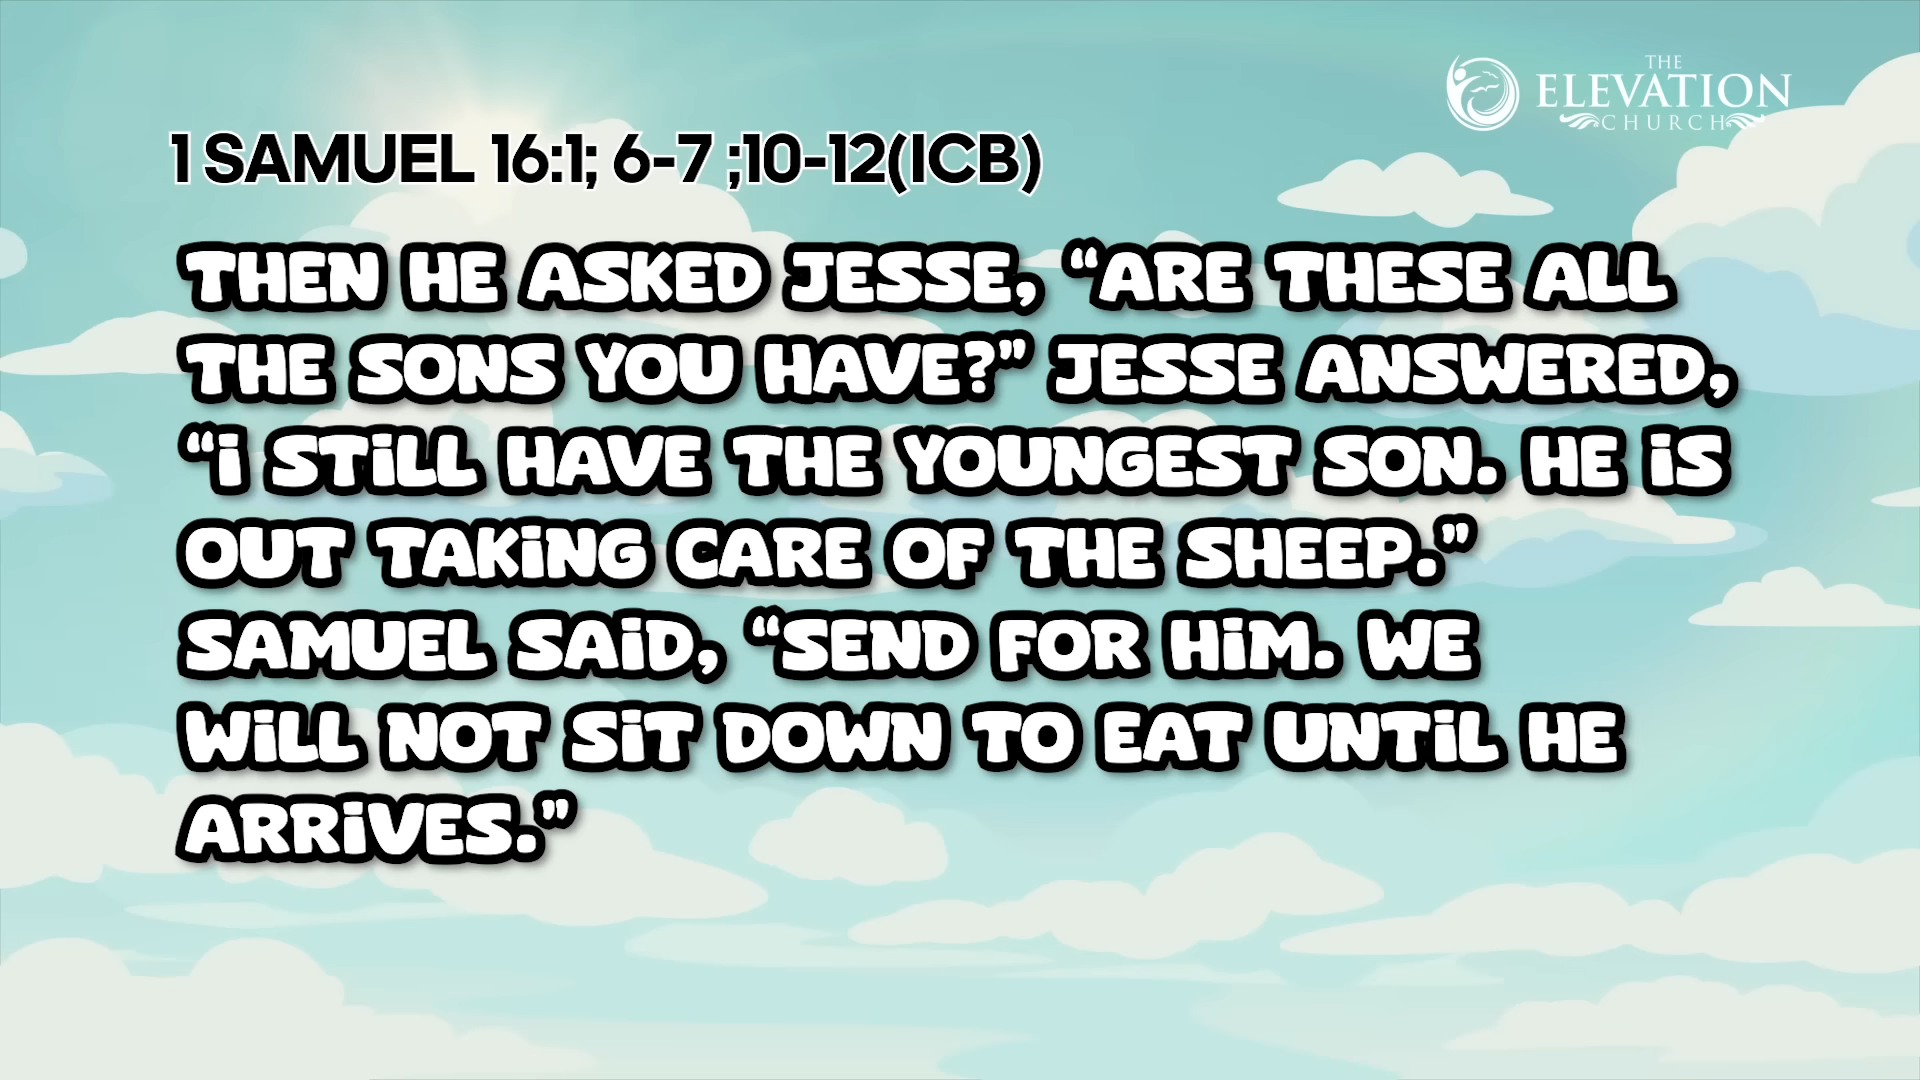 THE
ELEVATION
CHURCH
1 SAMUEL 16:1; 6-7 ;10-12(ICB)
THEN HE ASKED JESSE, “ARE THESE ALL
THE SONS YOU HAVE?” JESSE ANSWERED,
“i STiLL HAVE THE YOUNGEST SON. HE iS
OUT TAKiNG CARE OF THE SHEEP.”
SAMUEL SAiD, “SEND FOR HiM. WE
WiLL NOT SiT DOWN TO EAT UNTiL HE
ARRiVES.”